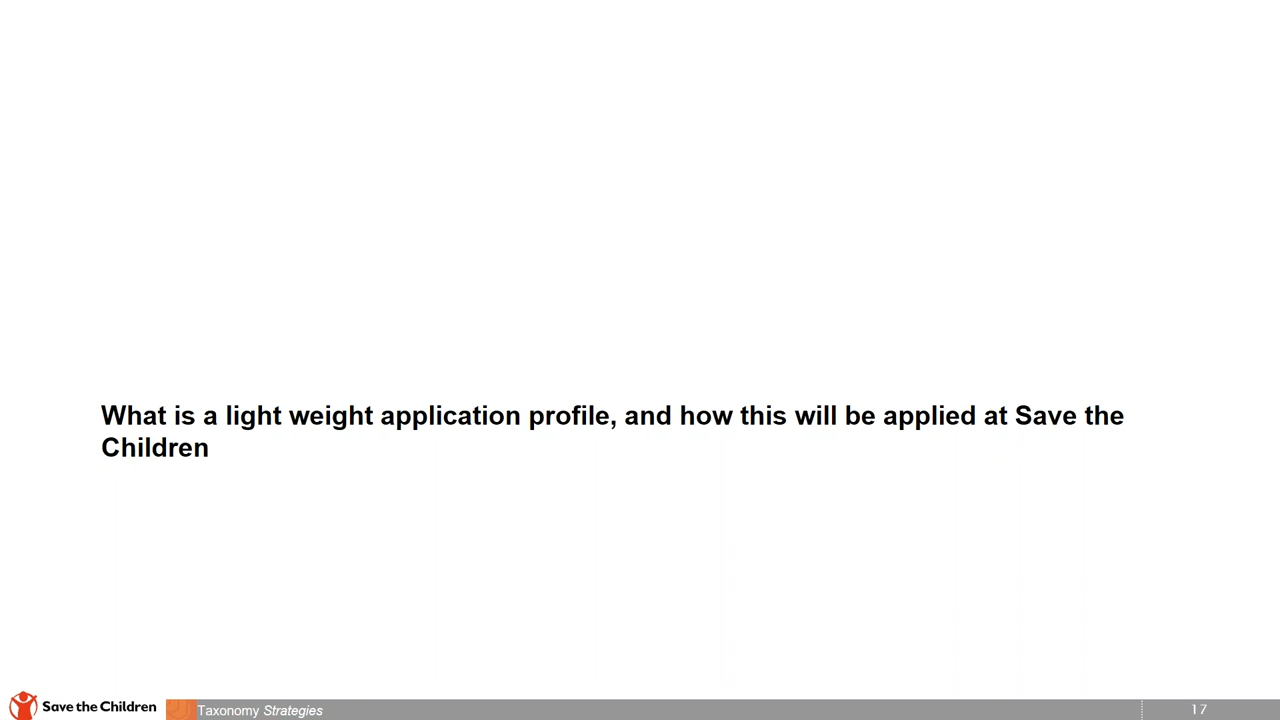 What is a light weight application profile, and how this will be applied at Save the
Children
Save the Children
Taxonomy Strategies
17